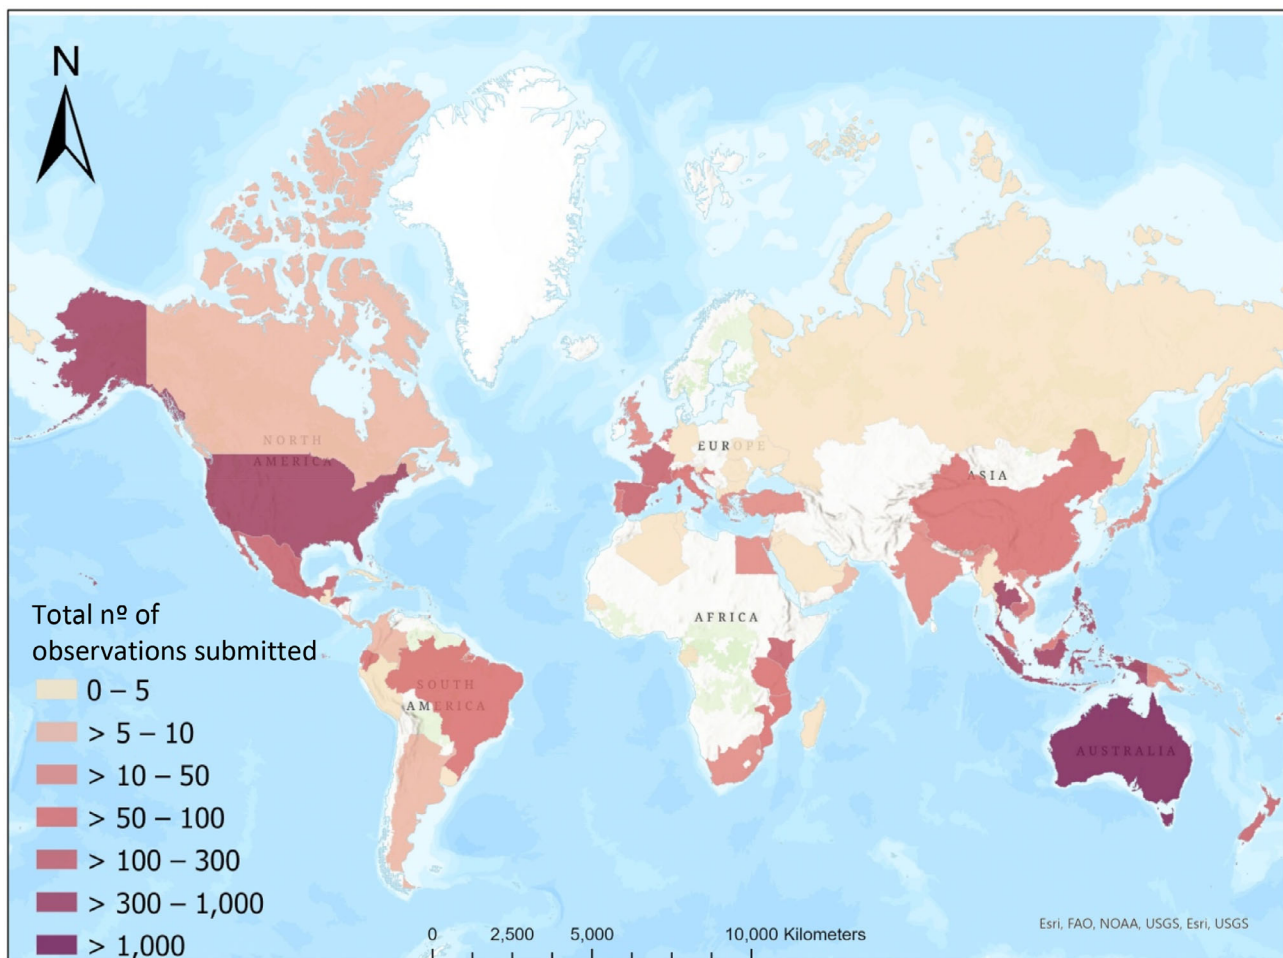 N
NORTH
AMERICA
EUROPE
ASIA
AFRICA
SOUTH
AMERICA
AUSTRALIA
Total nº of
observations submitted
0 – 5
> 5 – 10
> 10 – 50
> 50 – 100
> 100 – 300
> 300 – 1,000
> 1,000
0 2,500 5,000 10,000 Kilometers
Esri, FAO, NOAA, USGS, Esri, USGS